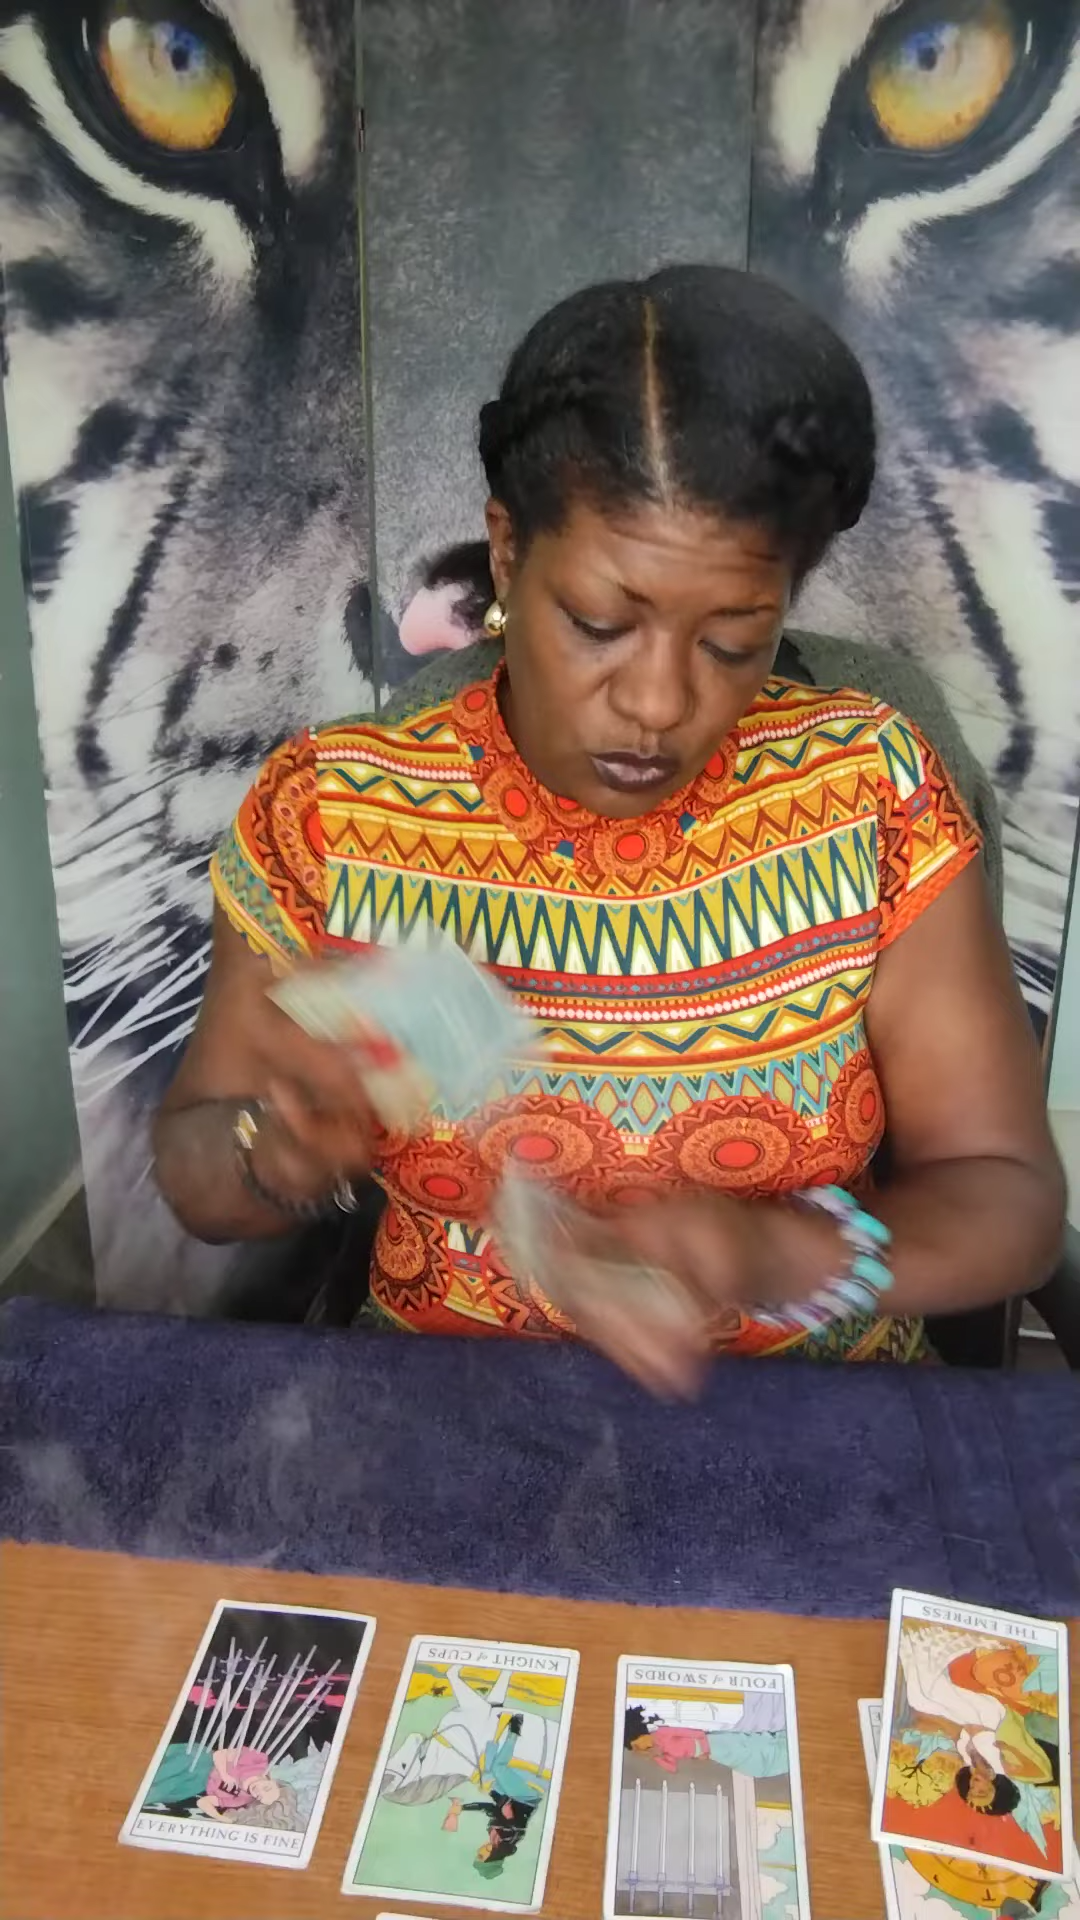 EVERYTHING IS FINE
KNIGHT of CUPS
FOUR of SWORDS
THE EMPRESS